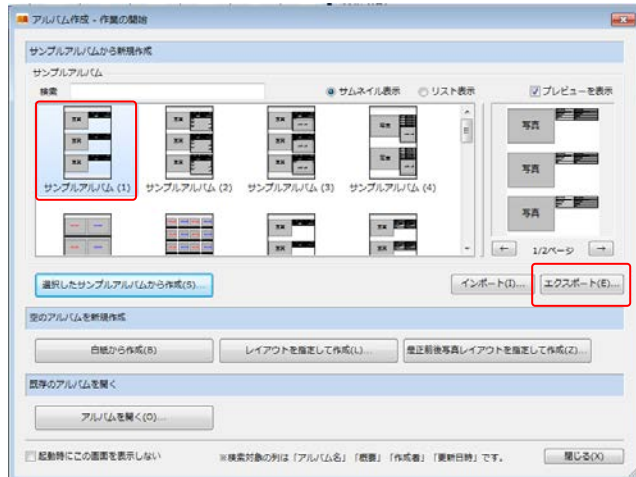 アルバム作成 - 作業の開始
サンプルアルバムから新規作成
サンプルアルバム
検索
サムネイル表示
リスト表示
プレビューを表示
写真
写真
写真
サンプルアルバム (1)
サンプルアルバム (2)
サンプルアルバム (3)
サンプルアルバム (4)
1/2ページ
選択したサンプルアルバムから作成(S)...
インポート(I)...
エクスポート(E)...
空のアルバムを新規作成
白紙から作成(B)
レイアウトを指定して作成(L)...
是正前後写真レイアウトを指定して作成(Z)...
既存のアルバムを開く
アルバムを開く(O)...
起動時にこの画面を表示しない
※検索対象の列は「アルバム名」「概要」「作成者」「更新日時」です。
閉じる(X)